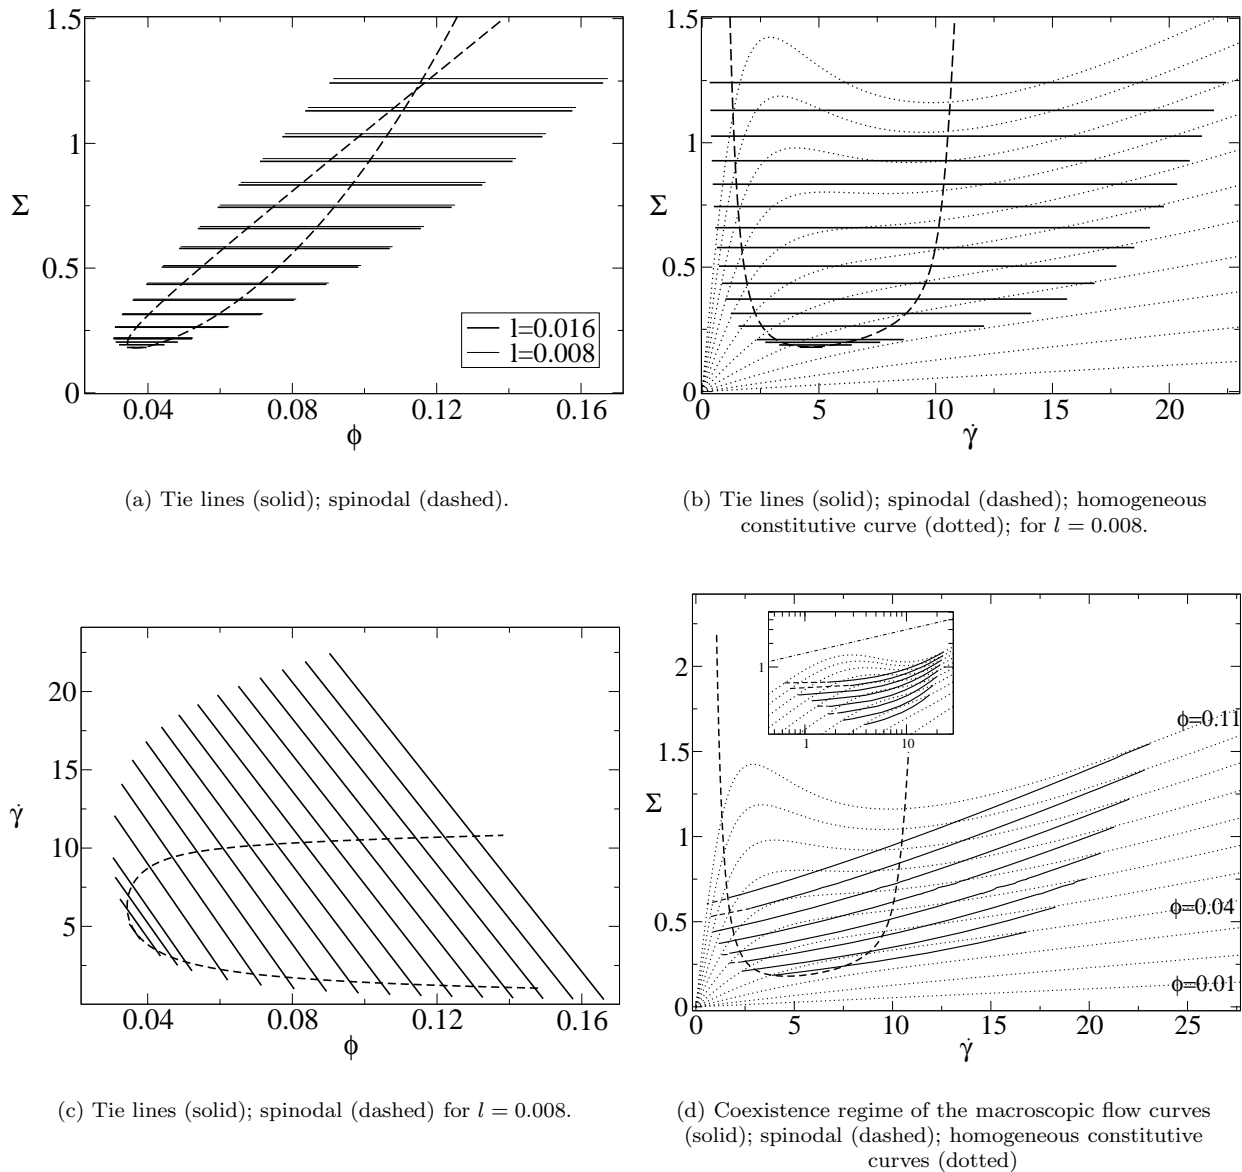 1.5
1
Σ
0.5
0
l=0.016
l=0.008
0.04
0.08
0.12
0.16
ϕ
(a) Tie lines (solid); spinodal (dashed).
1.5
1
Σ
0.5
0
0
5
10
15
20
γ̇
(b) Tie lines (solid); spinodal (dashed); homogeneous
constitutive curve (dotted); for l = 0.008.
20
15
γ̇
10
5
0.04
0.08
0.12
0.16
ϕ
(c) Tie lines (solid); spinodal (dashed) for l = 0.008.
2
1.5
Σ
1
0.5
0
1
1
10
ϕ=0.11
ϕ=0.04
ϕ=0.01
0
5
10
15
20
25
γ̇
(d) Coexistence regime of the macroscopic flow curves
(solid); spinodal (dashed); homogeneous constitutive
curves (dotted)